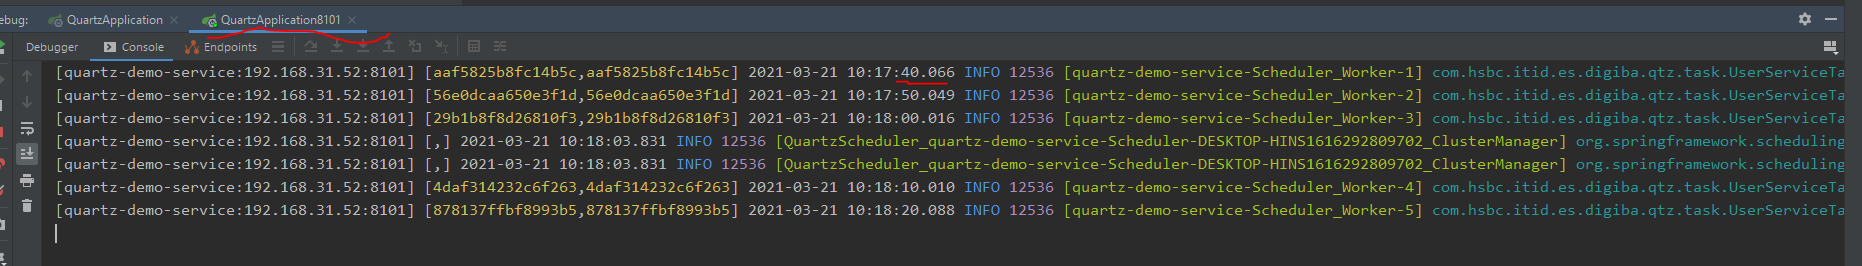 ebug: QuartzApplication QuartzApplication8101
Debugger Console Endpoints
[quartz-demo-service:192.168.31.52:8101] [aaf5825b8fc14b5c,aaf5825b8fc14b5c] 2021-03-21 10:17:40.066 INFO 12536 [quartz-demo-service-Scheduler_Worker-1] com.hsbc.itid.es.digiba.qtz.task.UserServiceTa
[quartz-demo-service:192.168.31.52:8101] [56e0dcaa650e3f1d,56e0dcaa650e3f1d] 2021-03-21 10:17:50.049 INFO 12536 [quartz-demo-service-Scheduler_Worker-2] com.hsbc.itid.es.digiba.qtz.task.UserServiceTa
[quartz-demo-service:192.168.31.52:8101] [29b1b8f8d26810f3,29b1b8f8d26810f3] 2021-03-21 10:18:00.016 INFO 12536 [quartz-demo-service-Scheduler_Worker-3] com.hsbc.itid.es.digiba.qtz.task.UserServiceTa
[quartz-demo-service:192.168.31.52:8101] [,] 2021-03-21 10:18:03.831 INFO 12536 [QuartzScheduler_quartz-demo-service-Scheduler-DESKTOP-HINS1616292809702_ClusterManager] org.springframework.scheduling
[quartz-demo-service:192.168.31.52:8101] [,] 2021-03-21 10:18:03.831 INFO 12536 [QuartzScheduler_quartz-demo-service-Scheduler-DESKTOP-HINS1616292809702_ClusterManager] org.springframework.scheduling
[quartz-demo-service:192.168.31.52:8101] [4daf314232c6f263,4daf314232c6f263] 2021-03-21 10:18:10.010 INFO 12536 [quartz-demo-service-Scheduler_Worker-4] com.hsbc.itid.es.digiba.qtz.task.UserServiceTa
[quartz-demo-service:192.168.31.52:8101] [878137ffbf8993b5,878137ffbf8993b5] 2021-03-21 10:18:20.088 INFO 12536 [quartz-demo-service-Scheduler_Worker-5] com.hsbc.itid.es.digiba.qtz.task.UserServiceTa